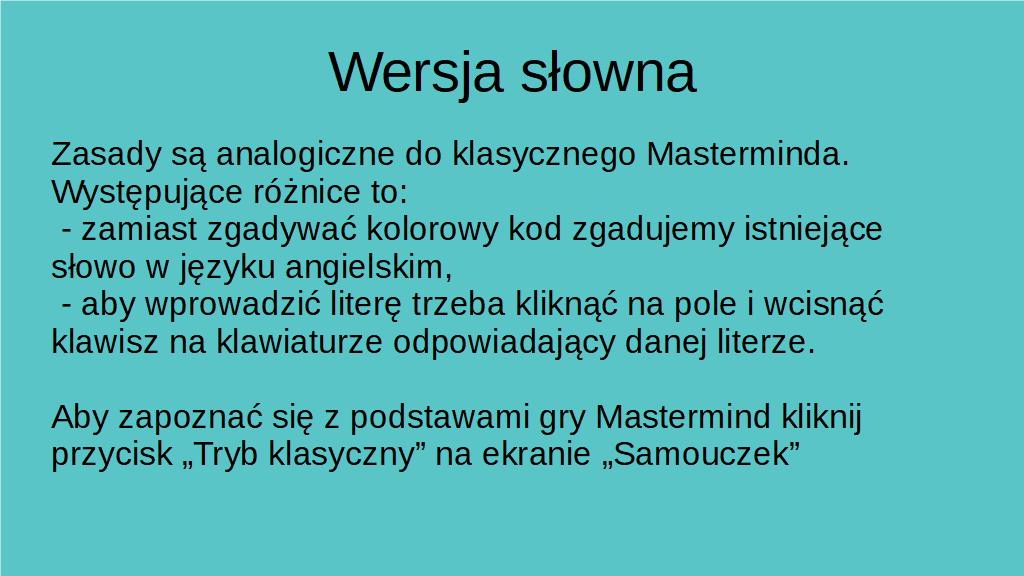 Wersja słowna
Zasady są analogiczne do klasycznego Masterminda.
Występujące różnice to:
- zamiast zgadywać kolorowy kod zgadujemy istniejące
słowo w języku angielskim,
- aby wprowadzić literę trzeba kliknąć na pole i wcisnąć
klawisz na klawiaturze odpowiadający danej literze.
Aby zapoznać się z podstawami gry Mastermind kliknij
przycisk „Tryb klasyczny” na ekranie „Samouczek”